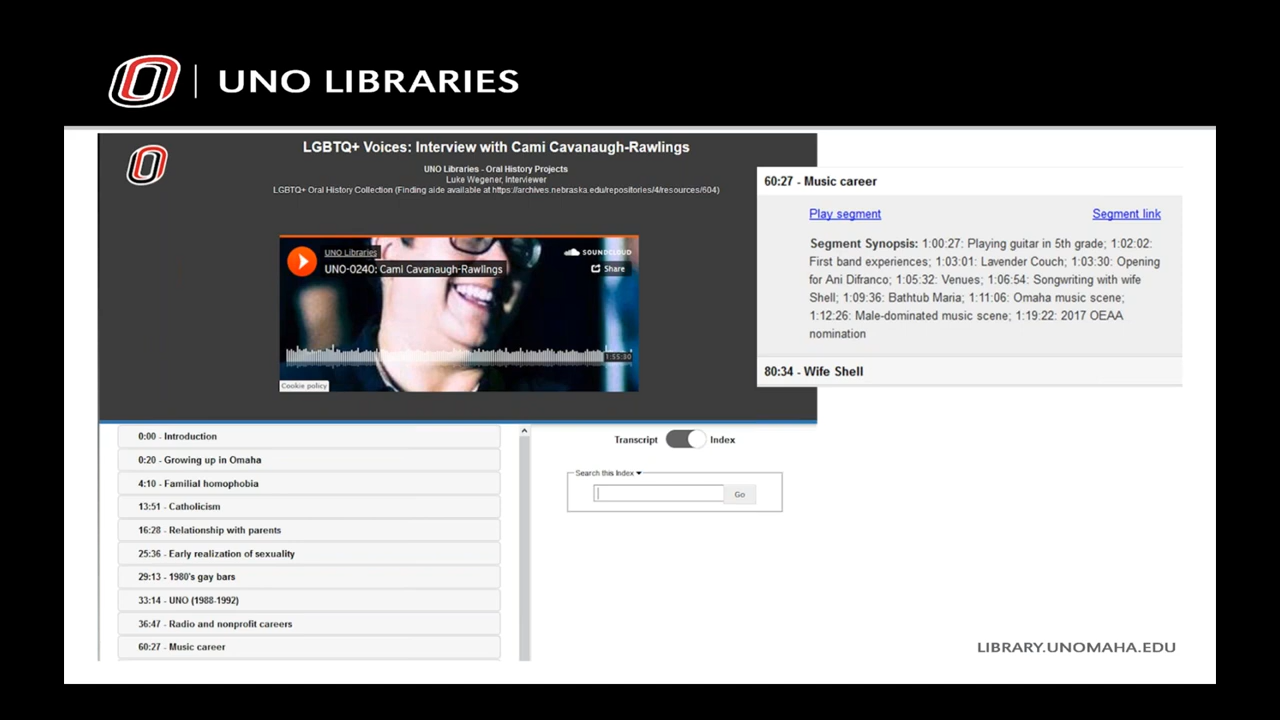 UNO LIBRARIES
LGBTQ+ Voices: Interview with Cami Cavanaugh-Rawlings
UNO Libraries - Oral History Projects
Luke Wegener, Interviewer
LGBTQ+ Oral History Collection (Finding aide available at https://archives.nebraska.edu/repositories/4/resources/604)
UNO Libraries
SOUNDCLOUD
UNO-0240: Cami Cavanaugh-Rawlings
Share
1:55:30
Cookie policy
60:27 - Music career
Play segment
Segment link
Segment Synopsis: 1:00:27: Playing guitar in 5th grade; 1:02:02:
First band experiences; 1:03:01: Lavender Couch; 1:03:30: Opening
for Ani Difranco; 1:05:32: Venues; 1:06:54: Songwriting with wife
Shell; 1:09:36: Bathtub Maria; 1:11:06: Omaha music scene;
1:12:26: Male-dominated music scene; 1:19:22: 2017 OEAA
nomination
80:34 - Wife Shell
0:00 - Introduction
0:20 - Growing up in Omaha
4:10 - Familial homophobia
13:51 - Catholicism
16:28 - Relationship with parents
25:36 - Early realization of sexuality
29:13 - 1980's gay bars
33:14 - UNO (1988-1992)
36:47 - Radio and nonprofit careers
60:27 - Music career
Transcript
Index
Search this Index
Go
LIBRARY.UNOMAHA.EDU